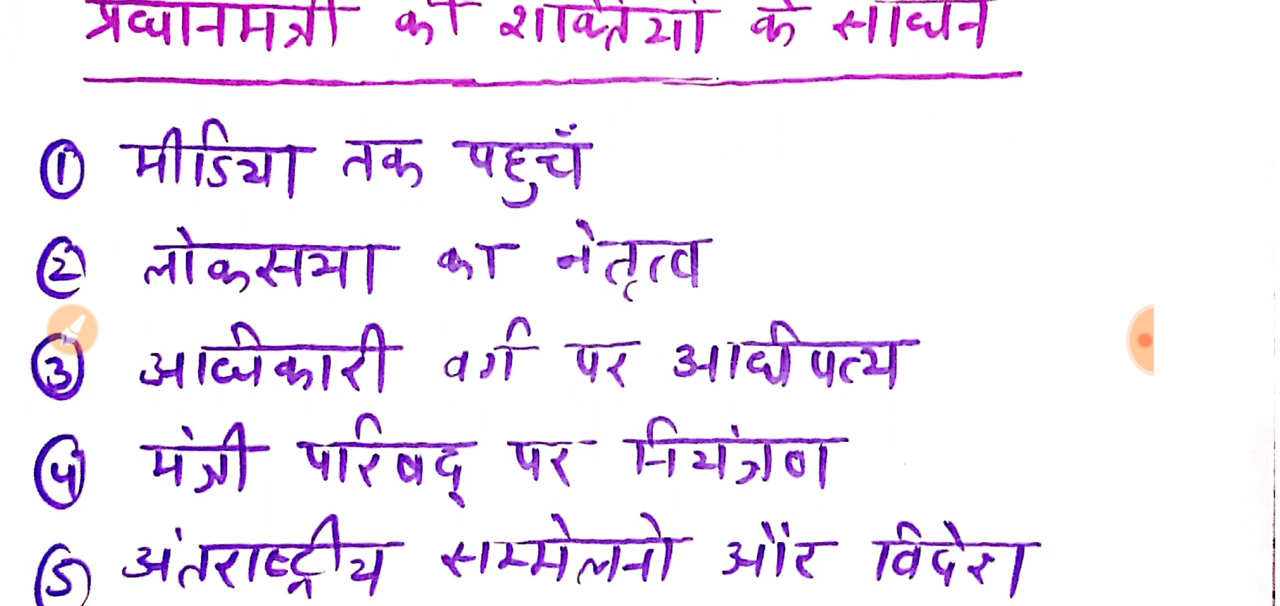 प्रधानमंत्री की शक्तियों के साधन
① मीडिया तक पहुचँ
② लोकसभा का नेतृत्व
③ अधिकारी वर्ग पर आधिपत्य
④ मंत्री परिषद् पर नियंत्रण
⑤ अंतराष्ट्रीय सम्मेलनो और विदेश